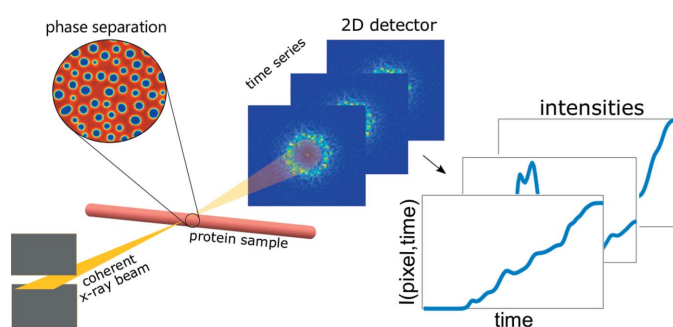 phase separation
2D detector
time series
intensities
protein sample
coherent
x-ray beam
I(pixel,time)
time